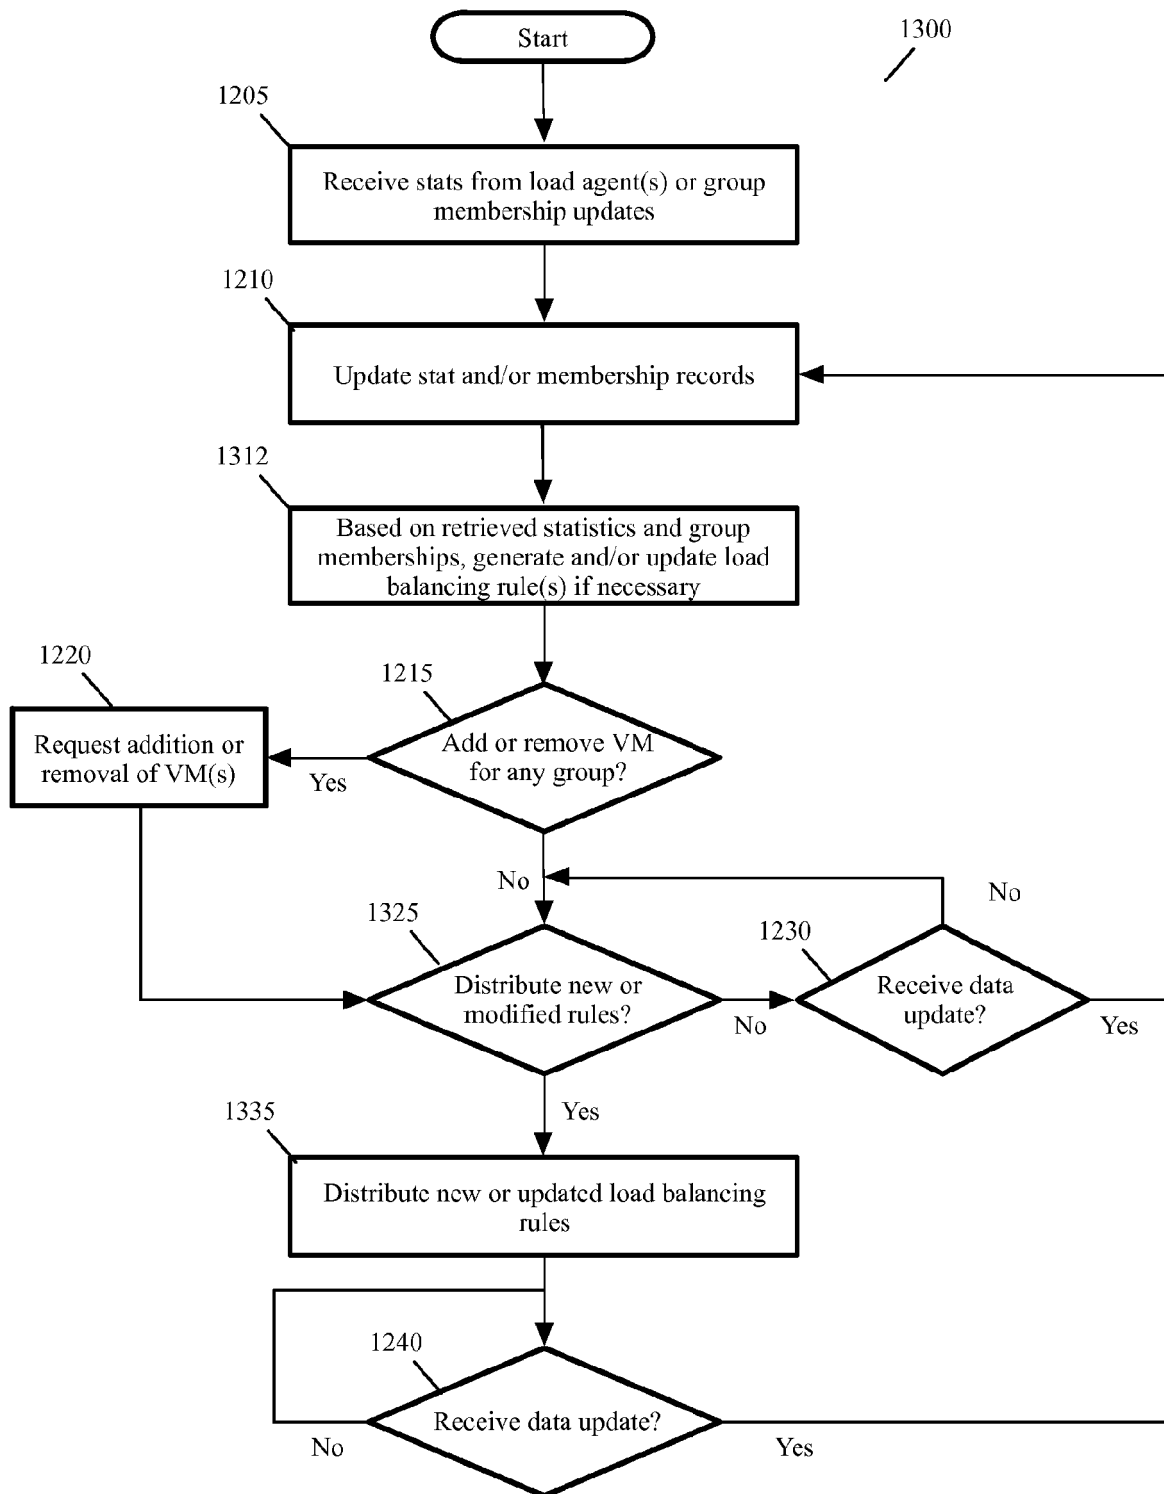 Start
1300
1205
Receive stats from load agent(s) or group
membership updates
1210
Update stat and/or membership records
1312
Based on retrieved statistics and group
memberships, generate and/or update load
balancing rule(s) if necessary
1220
1215
Request addition or
removal of VM(s)
Yes
Add or remove VM
for any group?
No
No
1325
1230
Distribute new or
modified rules?
No
Receive data
update?
Yes
Yes
1335
Distribute new or updated load balancing
rules
1240
Receive data update?
No
Yes